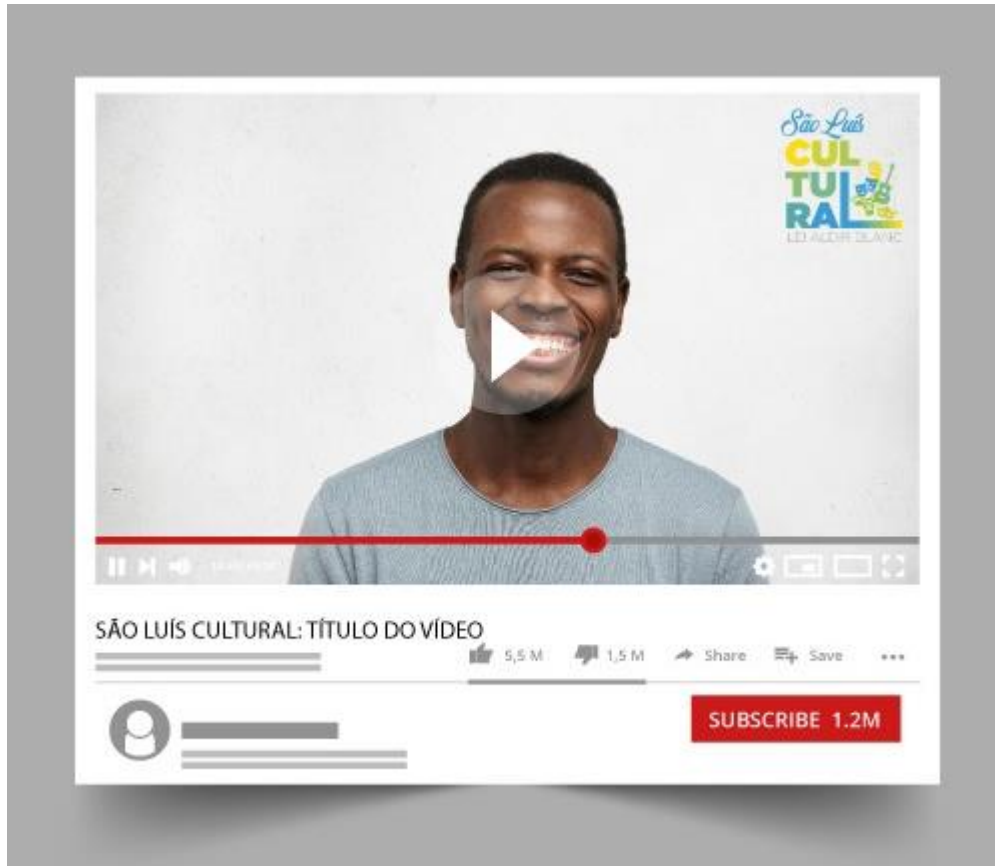 São Luís
CUL
TU
RAL
LEI ALDIR BLANC
SÃO LUÍS CULTURAL: TÍTULO DO VÍDEO
5,5 M
1,5 M
Share
Save
SUBSCRIBE 1.2M